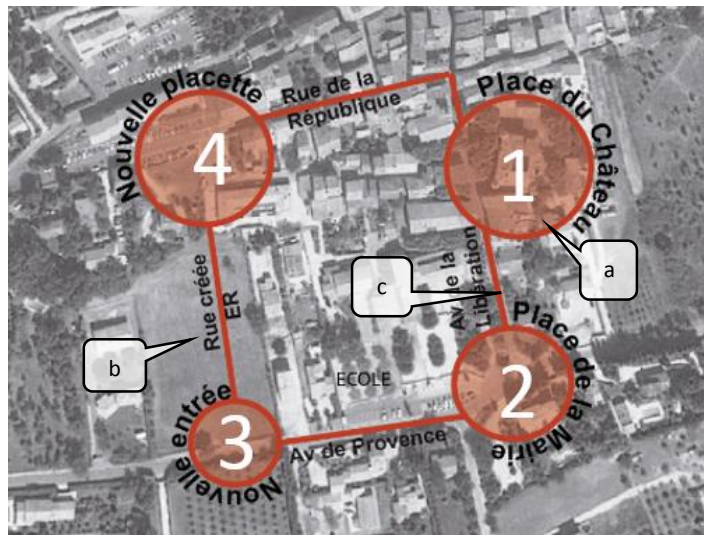 Nouvelle placette
4
Rue de la
République
Place du Château
1
a
c
Av de la
Libération
Rue créée
ER
b
ECOLE
Place de la Mairie
2
Nouvelle entrée
3
Av de Provence